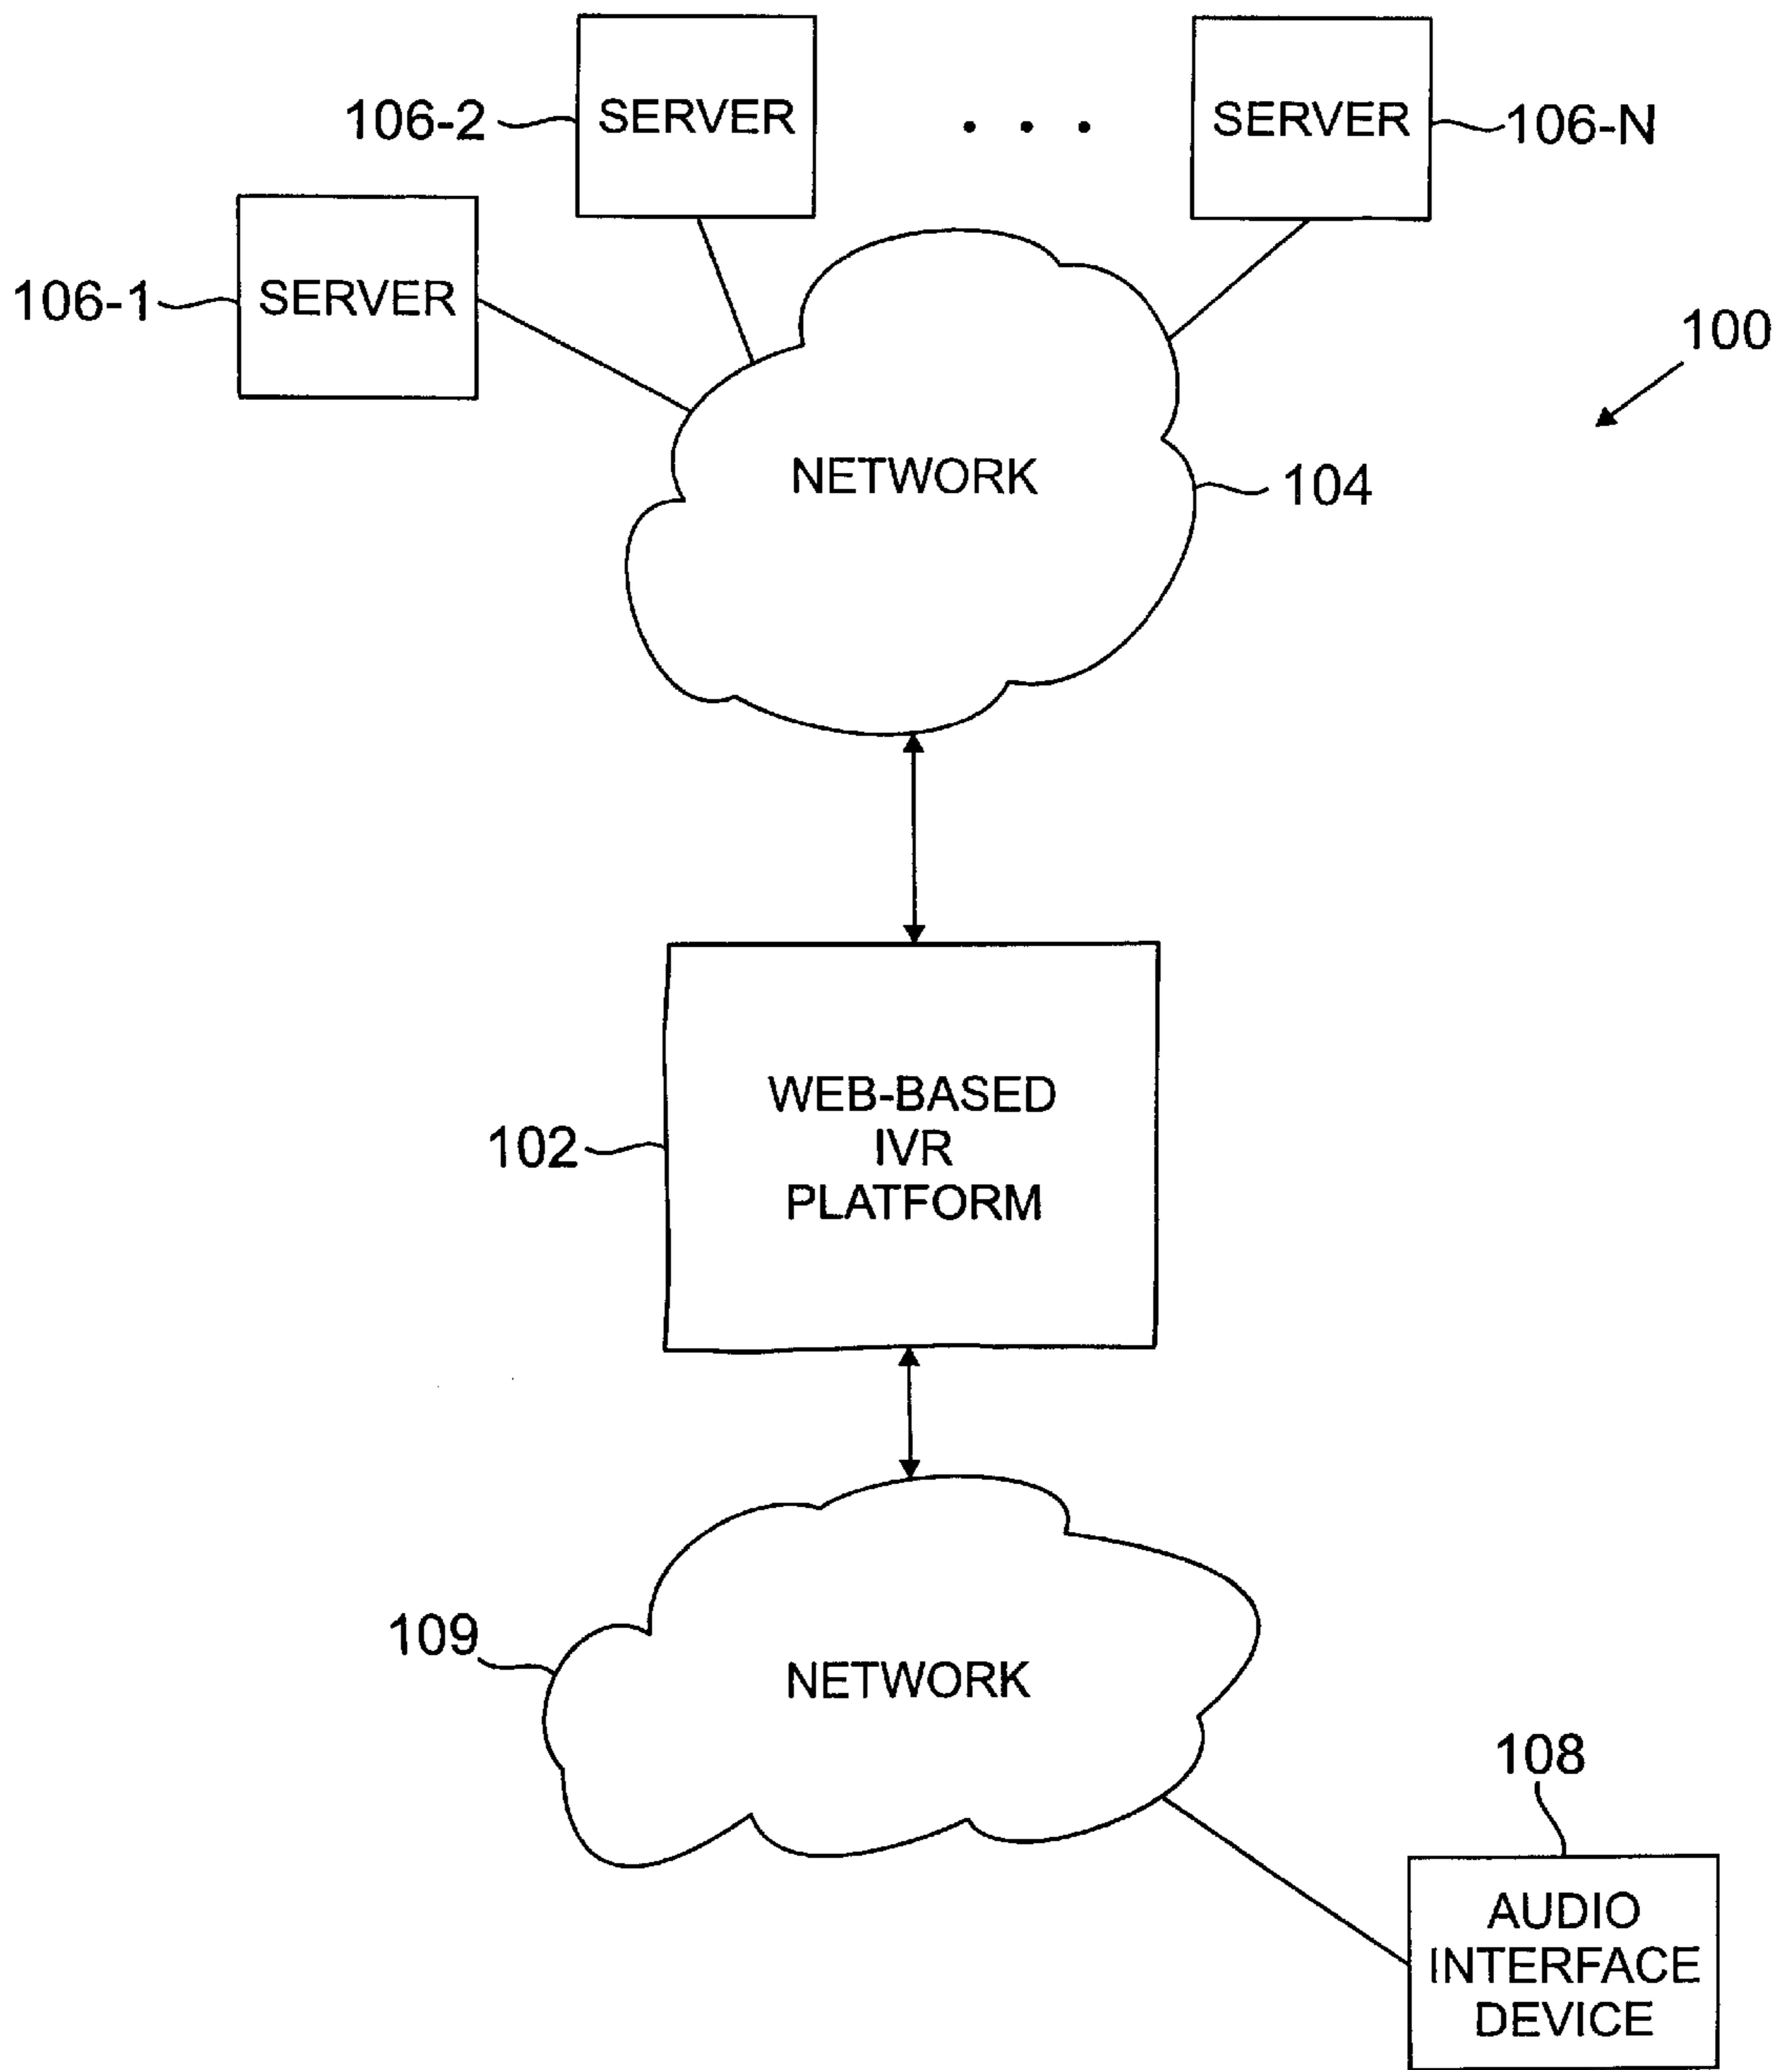 106-2
SERVER
. . .
SERVER
106-N
106-1
SERVER
100
NETWORK
104
102
WEB-BASED
IVR
PLATFORM
109
NETWORK
108
AUDIO
INTERFACE
DEVICE